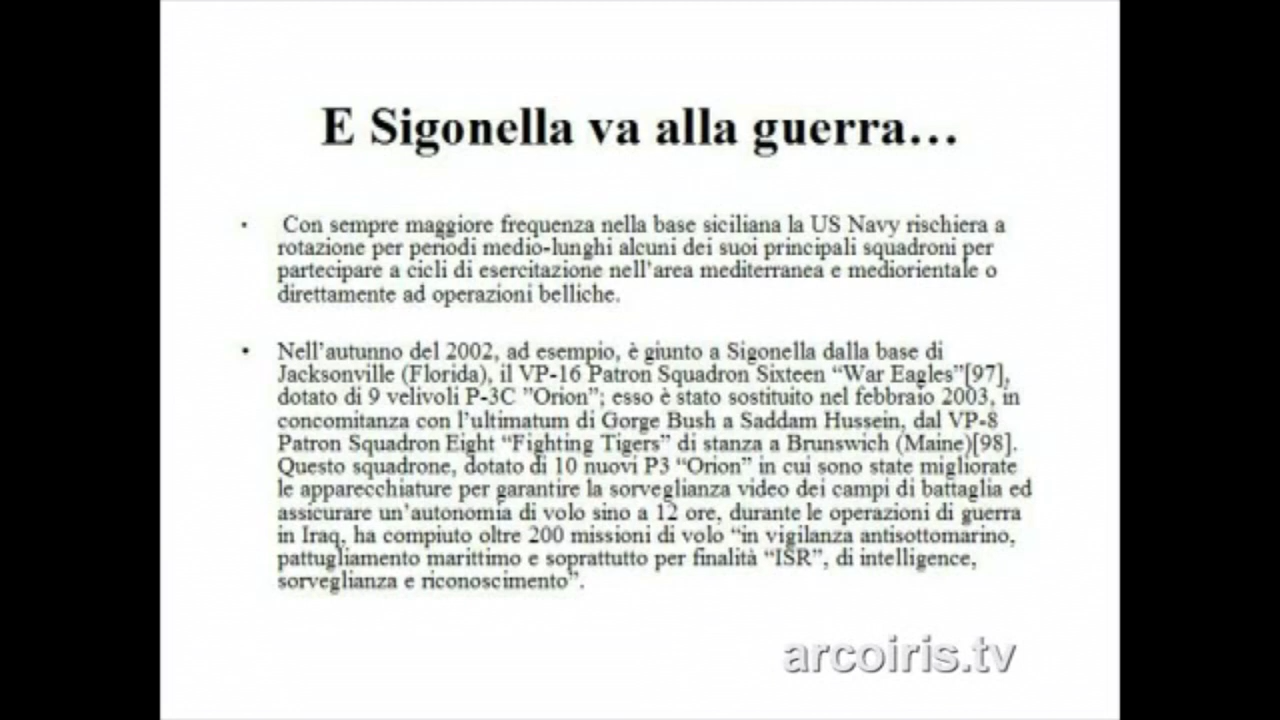 E Sigonella va alla guerra…
• Con sempre maggiore frequenza nella base siciliana la US Navy rischiera a
rotazione per periodi medio-lunghi alcuni dei suoi principali squadroni per
partecipare a cicli di esercitazione nell’area mediterranea e mediorientale o
direttamente ad operazioni belliche.
• Nell’autunno del 2002, ad esempio, è giunto a Sigonella dalla base di
Jacksonville (Florida), il VP-16 Patron Squadron Sixteen “War Eagles”[97],
dotato di 9 velivoli P-3C ”Orion”; esso è stato sostituito nel febbraio 2003, in
concomitanza con l’ultimatum di Gorge Bush a Saddam Hussein, dal VP-8
Patron Squadron Eight “Fighting Tigers” di stanza a Brunswich (Maine)[98].
Questo squadrone, dotato di 10 nuovi P3 “Orion” in cui sono state migliorate
le apparecchiature per garantire la sorveglianza video dei campi di battaglia ed
assicurare un’autonomia di volo sino a 12 ore, durante le operazioni di guerra
in Iraq, ha compiuto oltre 200 missioni di volo “in vigilanza antisottomarino,
pattugliamento marittimo e soprattutto per finalità “ISR”, di intelligence,
sorveglianza e riconoscimento”.
arcoiris.tv